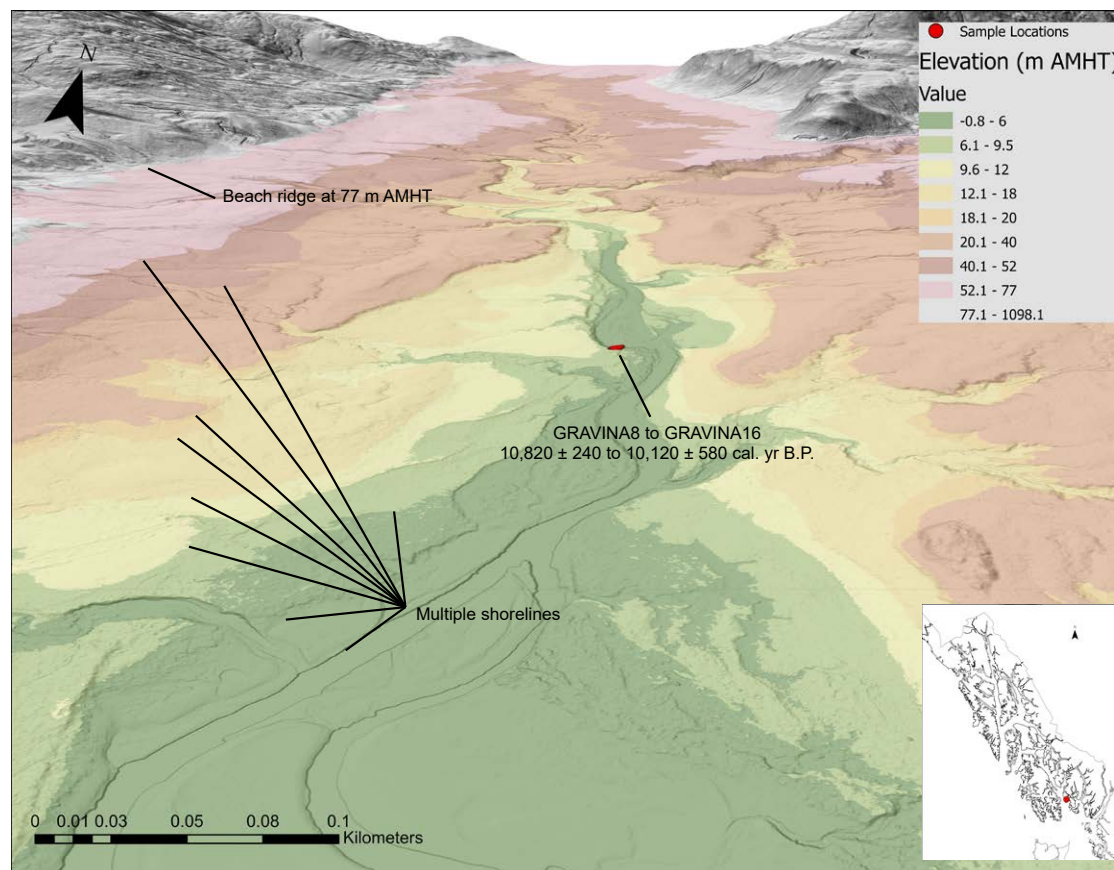 N
Sample Locations
Elevation (m AMHT)
Value
-0.8 - 6
6.1 - 9.5
9.6 - 12
12.1 - 18
18.1 - 20
20.1 - 40
40.1 - 52
52.1 - 77
77.1 - 1098.1
Beach ridge at 77 m AMHT
GRAVINA8 to GRAVINA16
10,820 ± 240 to 10,120 ± 580 cal. yr B.P.
Multiple shorelines
0 0.01 0.03 0.05 0.08 0.1
Kilometers